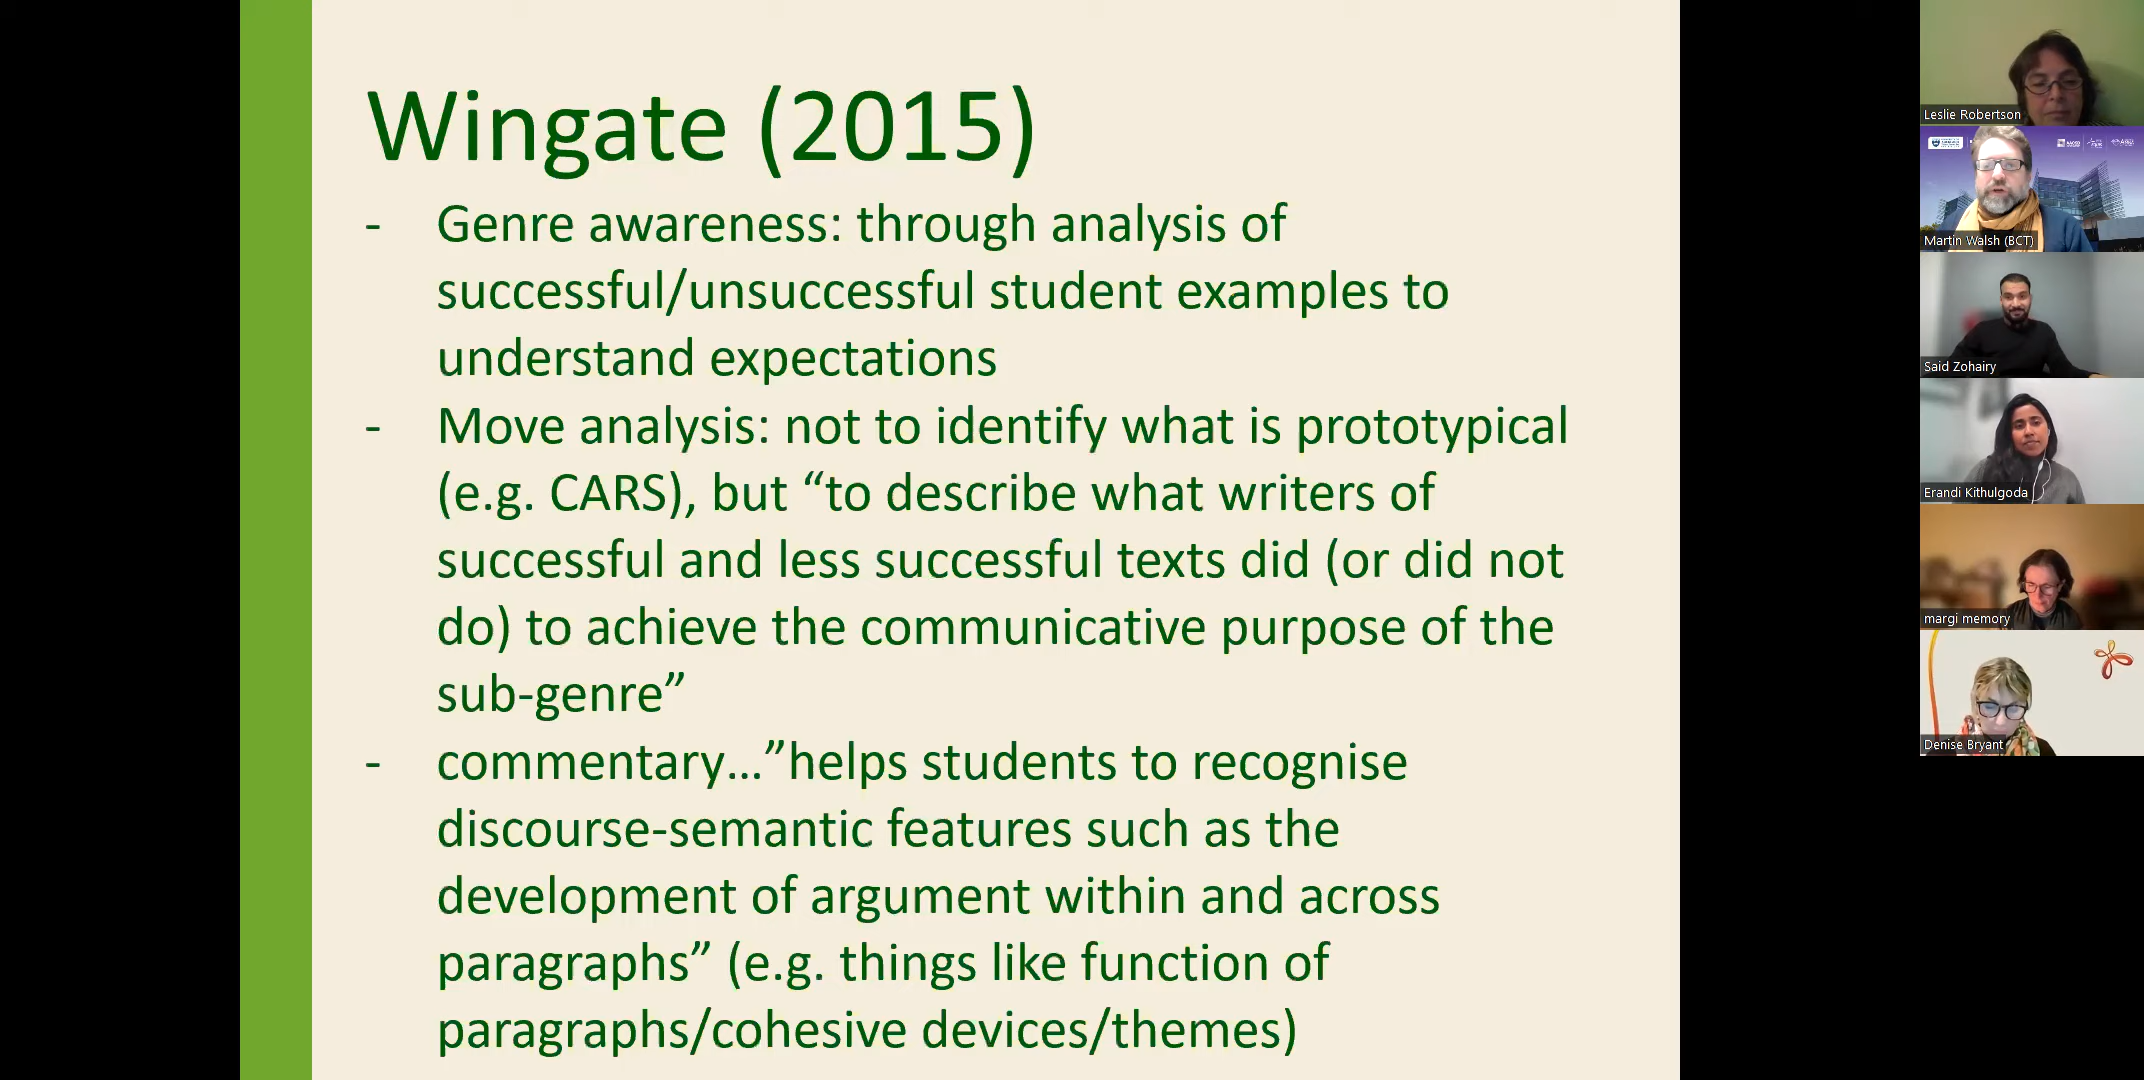 Wingate (2015)
- Genre awareness: through analysis of
successful/unsuccessful student examples to
understand expectations
- Move analysis: not to identify what is prototypical
(e.g. CARS), but “to describe what writers of
successful and less successful texts did (or did not
do) to achieve the communicative purpose of the
sub-genre”
- commentary…”helps students to recognise
discourse-semantic features such as the
development of argument within and across
paragraphs” (e.g. things like function of
paragraphs/cohesive devices/themes)
Leslie Robertson
Martin Walsh (BCT)
Said Zohairy
Erandi Kithulgoda
margi memory
Denise Bryant